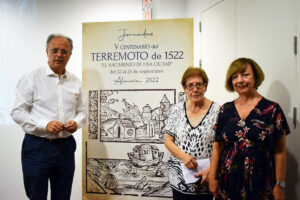 Jornadas
V CENTENARIO del
TERREMOTO de 1522
"EL NACIMIENTO DE UNA CIUDAD"
del 22 al 25 de septiembre
Almería, 2022